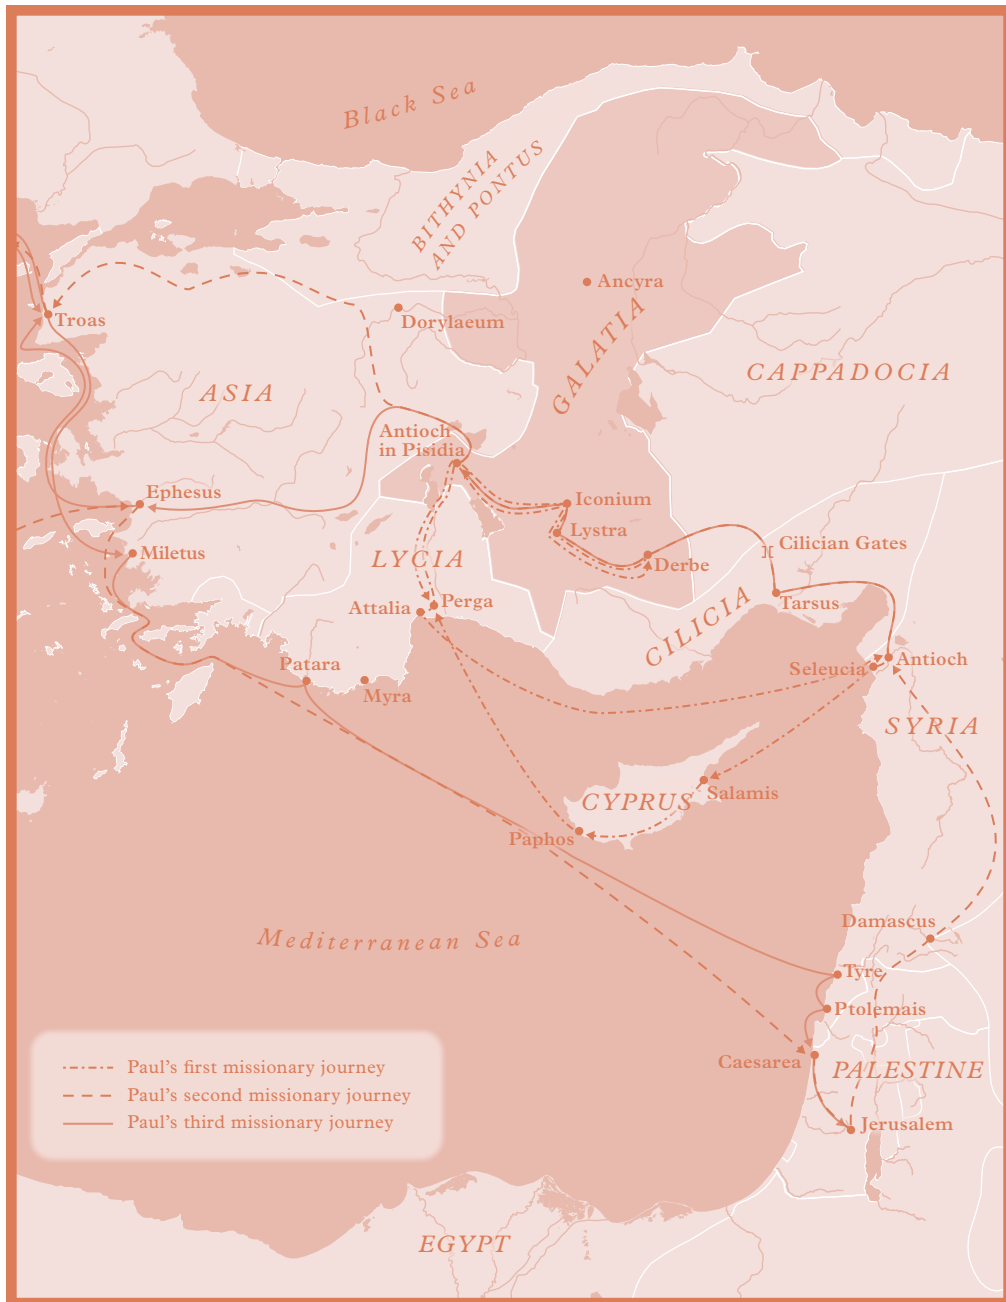 Black Sea
BITHYNIA
AND PONTUS
Ancyra
Troas
Dorylaeum
GALATIA
CAPPADOCIA
ASIA
Antioch
in Pisidia
Ephesus
Iconium
Lystra
Miletus
LYCIA
Cilician Gates
Derbe
Attalia
Perga
CILICIA
Tarsus
Patara
Myra
Seleucia
Antioch
SYRIA
CYPRUS
Salamis
Paphos
Damascus
Mediterranean Sea
Tyre
Ptolemais
Caesarea
PALESTINE
Jerusalem
Paul's first missionary journey
Paul's second missionary journey
Paul's third missionary journey
EGYPT